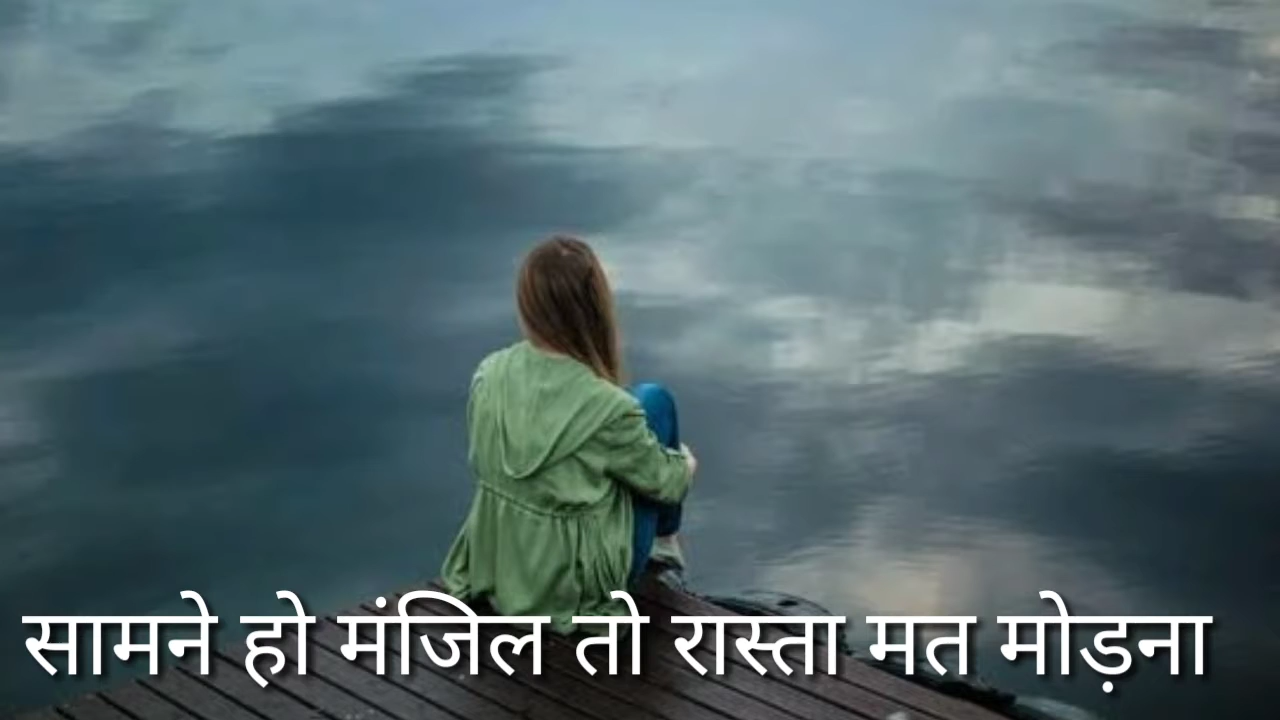 सामने हो मंजिल तो रास्ता मत मोड़ना